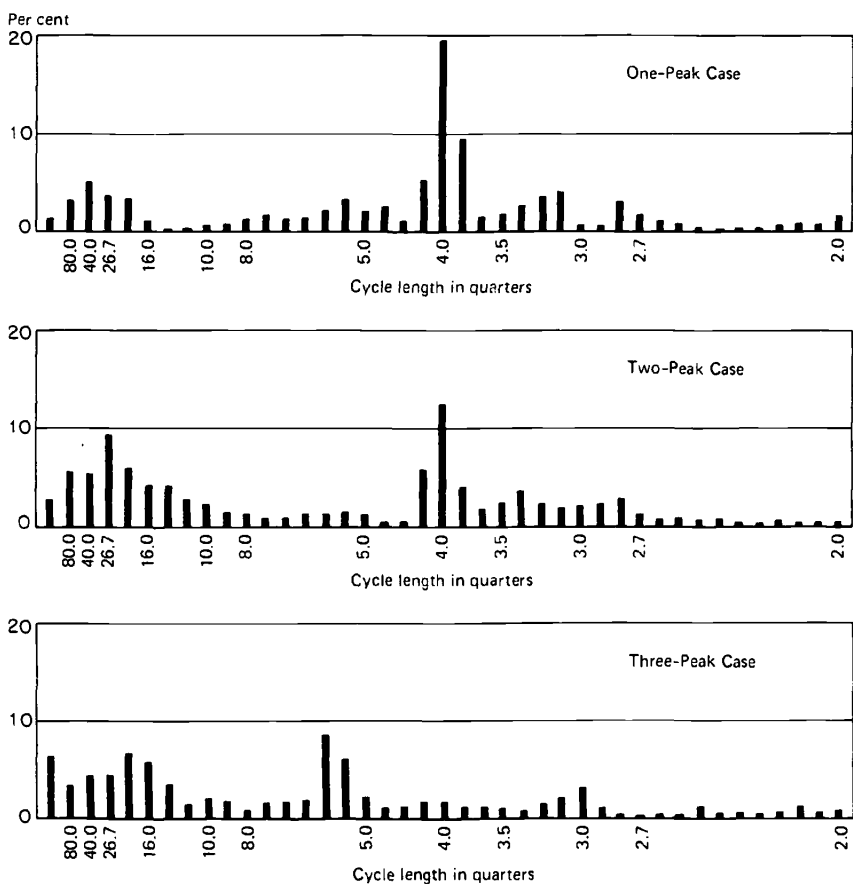 Per cent
20
One-Peak Case
10
0
80.0 40.0 26.7 16.0 10.0 8.0 5.0 4.0 3.5 3.0 2.7 2.0
Cycle length in quarters
20
Two-Peak Case
10
0
80.0 40.0 26.7 16.0 10.0 8.0 5.0 4.0 3.5 3.0 2.7 2.0
Cycle length in quarters
20
Three-Peak Case
10
0
80.0 40.0 26.7 16.0 10.0 8.0 5.0 4.0 3.5 3.0 2.7 2.0
Cycle length in quarters